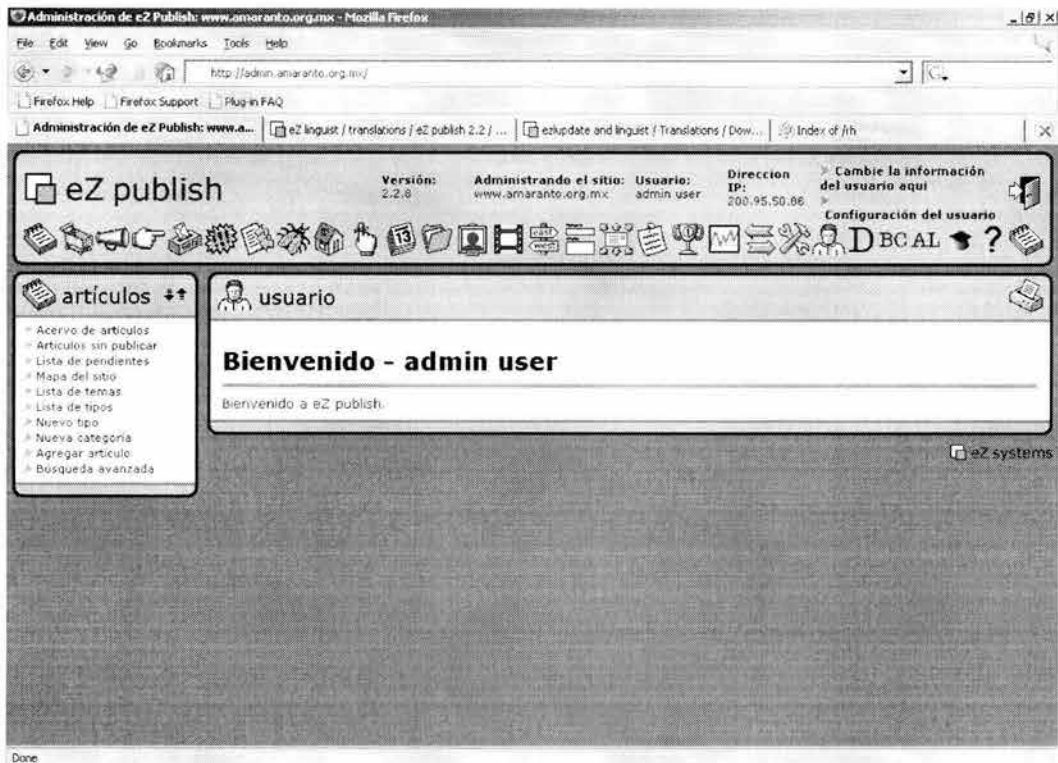 Administración de eZ Publish: www.amaranto.org.mx - Mozilla Firefox
File Edit View Go Bookmarks Tools Help
http://admin.amaranto.org.mx/
Firefox Help Firefox Support Plug-in FAQ
Administración de eZ Publish: www.a... eZ linguist / translations / eZ publish 2.2 / ... ezlupdate and linguist / Translations / Dow... Index of /rh
eZ publish
Versión:
2.2.8
Administrando el sitio:
www.amaranto.org.mx
Usuario:
admin user
Direccion
IP:
200.95.50.86
Cambie la información
del usuario aqui
Configuración del usuario
13
D BC AL ?
artículos
Acervo de articulos
Articulos sin publicar
Lista de pendientes
Mapa del sitio
Lista de temas
Lista de tipos
Nuevo tipo
Nueva categoría
Agregar articulo
Búsqueda avanzada
usuario
Bienvenido - admin user
Bienvenido a eZ publish.
eZ systems
Done